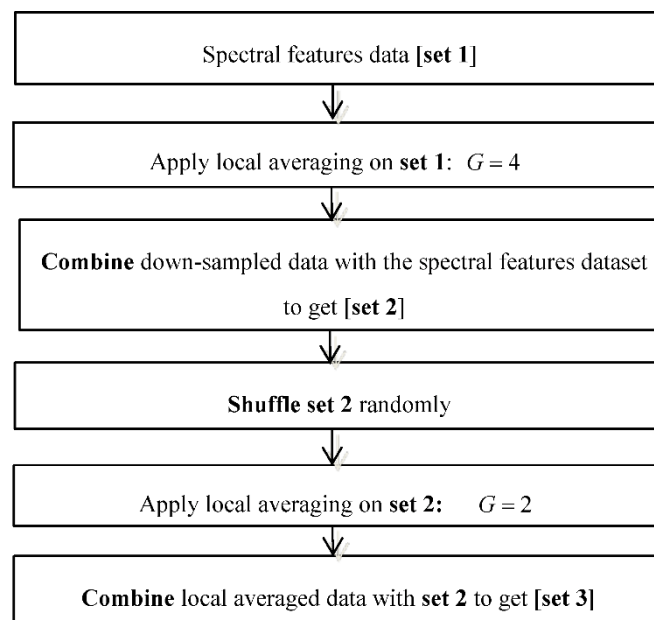 Spectral features data [set 1]
Apply local averaging on set 1: G = 4
Combine down-sampled data with the spectral features dataset
to get [set 2]
Shuffle set 2 randomly
Apply local averaging on set 2: G = 2
Combine local averaged data with set 2 to get [set 3]